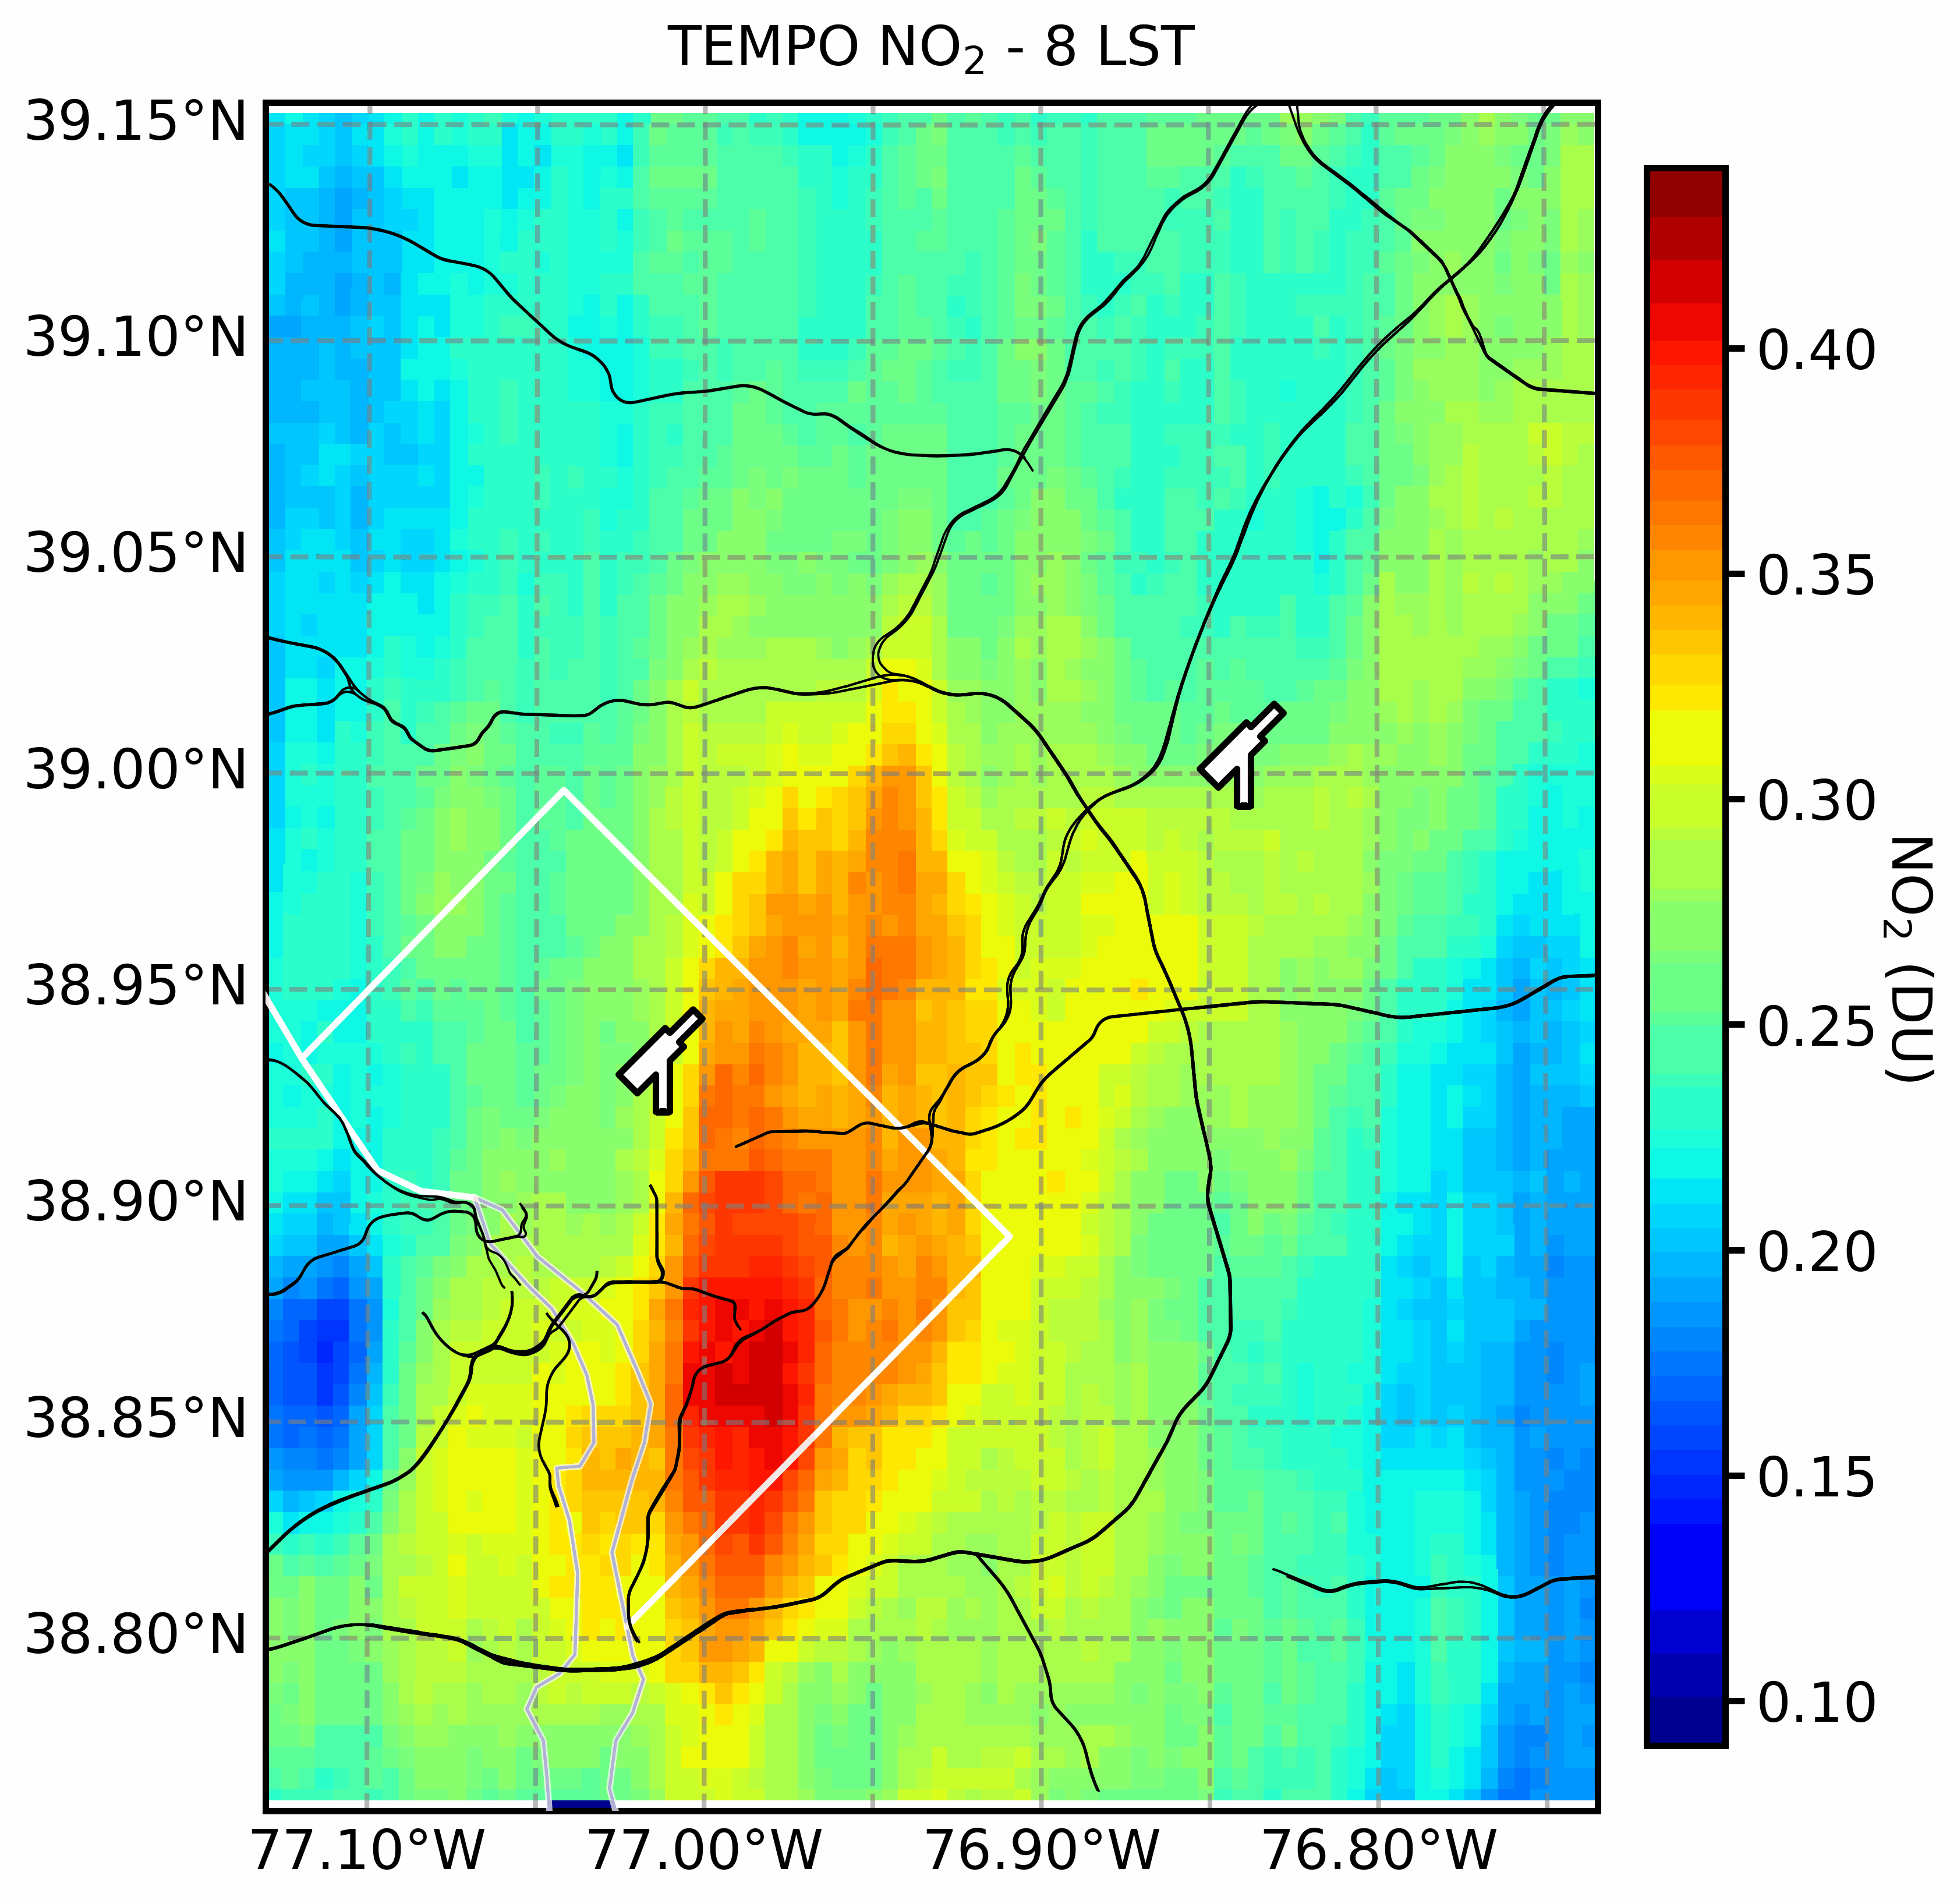 TEMPO NO₂ - 8 LST
39.15°N
39.10°N
39.05°N
39.00°N
38.95°N
38.90°N
38.85°N
38.80°N
77.10°W
77.00°W
76.90°W
76.80°W
0.40
0.35
0.30
0.25
0.20
0.15
0.10
NO₂ (DU)